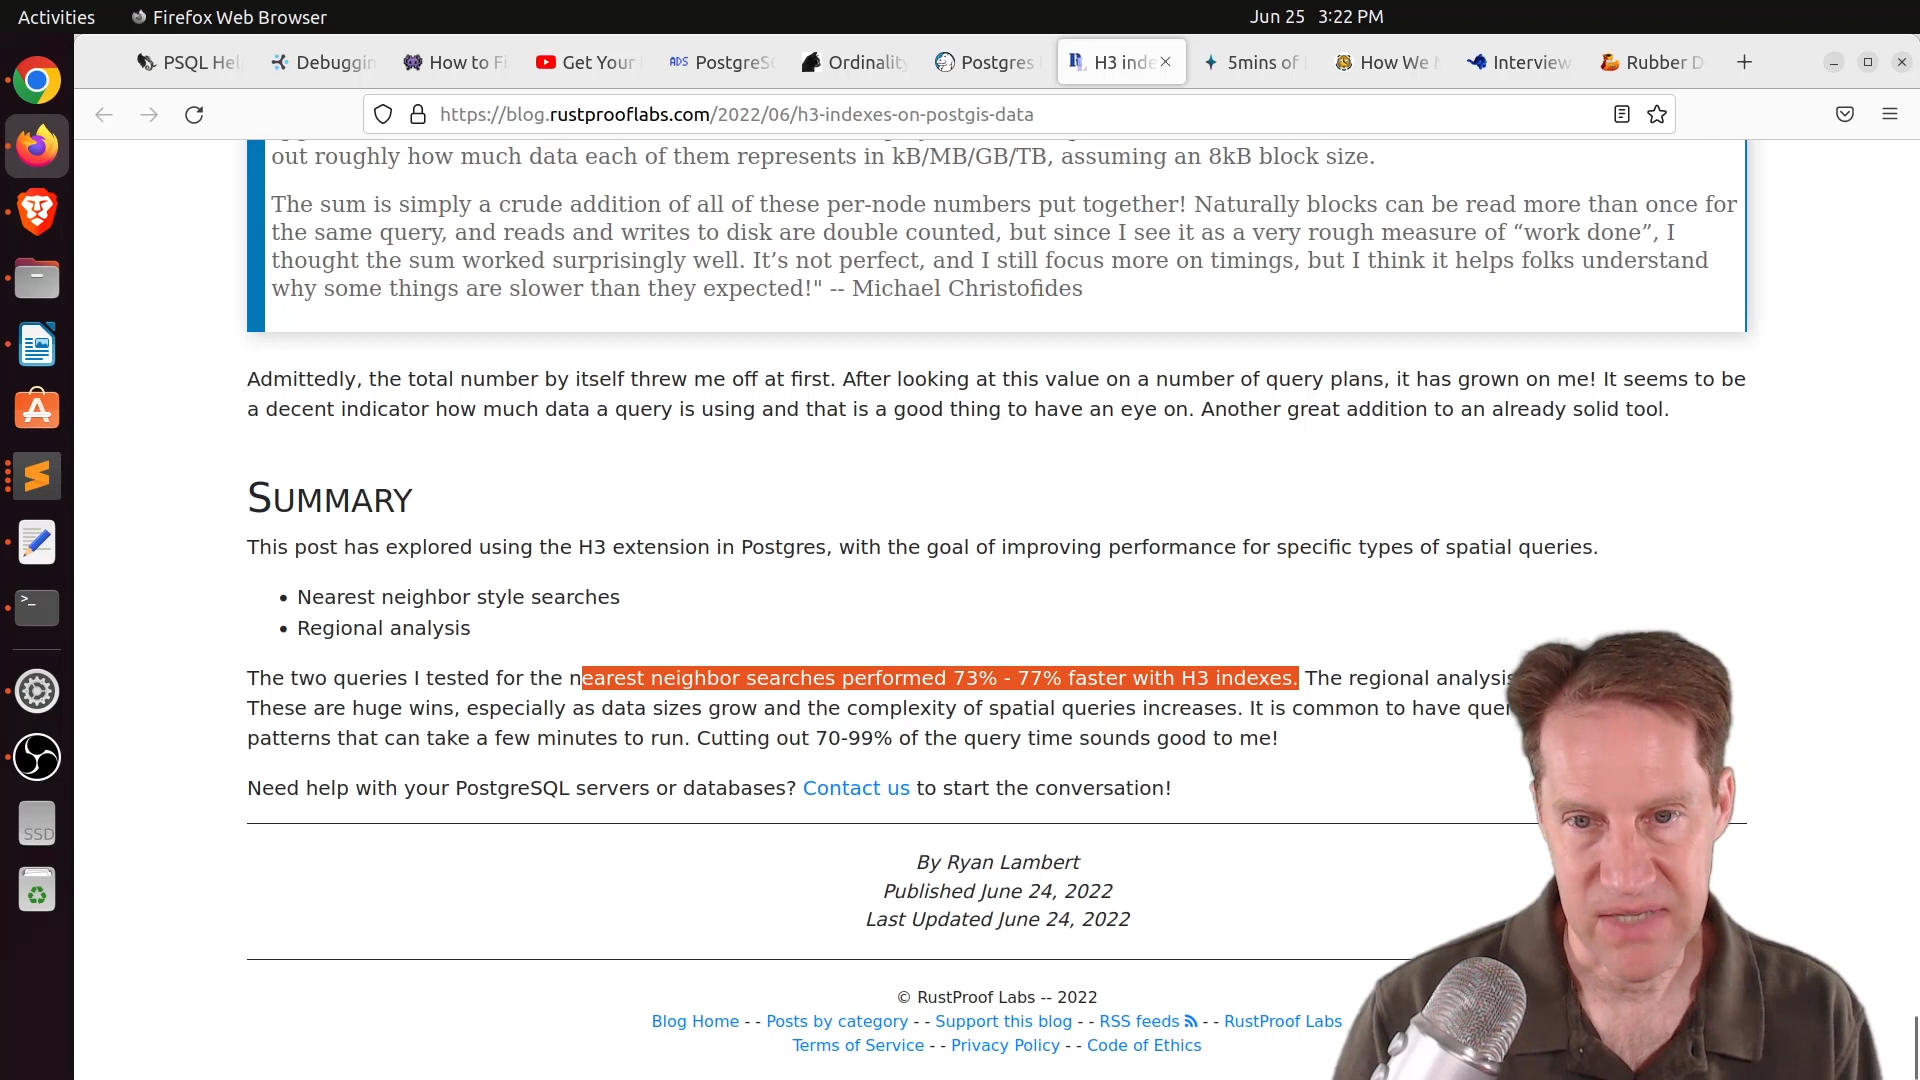 Activities Firefox Web Browser Jun 25 3:22 PM
PSQL Hel Debuggin How to Fi Get Your ADS PostgreSQ Ordinality Postgres H3 inde 5mins of How We Interview Rubber D
https://blog.rustprooflabs.com/2022/06/h3-indexes-on-postgis-data
out roughly how much data each of them represents in kB/MB/GB/TB, assuming an 8kB block size.
The sum is simply a crude addition of all of these per-node numbers put together! Naturally blocks can be read more than once for
the same query, and reads and writes to disk are double counted, but since I see it as a very rough measure of “work done”, I
thought the sum worked surprisingly well. It’s not perfect, and I still focus more on timings, but I think it helps folks understand
why some things are slower than they expected!" -- Michael Christofides
Admittedly, the total number by itself threw me off at first. After looking at this value on a number of query plans, it has grown on me! It seems to be
a decent indicator how much data a query is using and that is a good thing to have an eye on. Another great addition to an already solid tool.
SUMMARY
This post has explored using the H3 extension in Postgres, with the goal of improving performance for specific types of spatial queries.
• Nearest neighbor style searches
• Regional analysis
The two queries I tested for the nearest neighbor searches performed 73% - 77% faster with H3 indexes. The regional analysis
These are huge wins, especially as data sizes grow and the complexity of spatial queries increases. It is common to have quer
patterns that can take a few minutes to run. Cutting out 70-99% of the query time sounds good to me!
Need help with your PostgreSQL servers or databases? Contact us to start the conversation!
By Ryan Lambert
Published June 24, 2022
Last Updated June 24, 2022
© RustProof Labs -- 2022
Blog Home - - Posts by category - - Support this blog - - RSS feeds - - RustProof Labs
Terms of Service - - Privacy Policy - - Code of Ethics
SSD